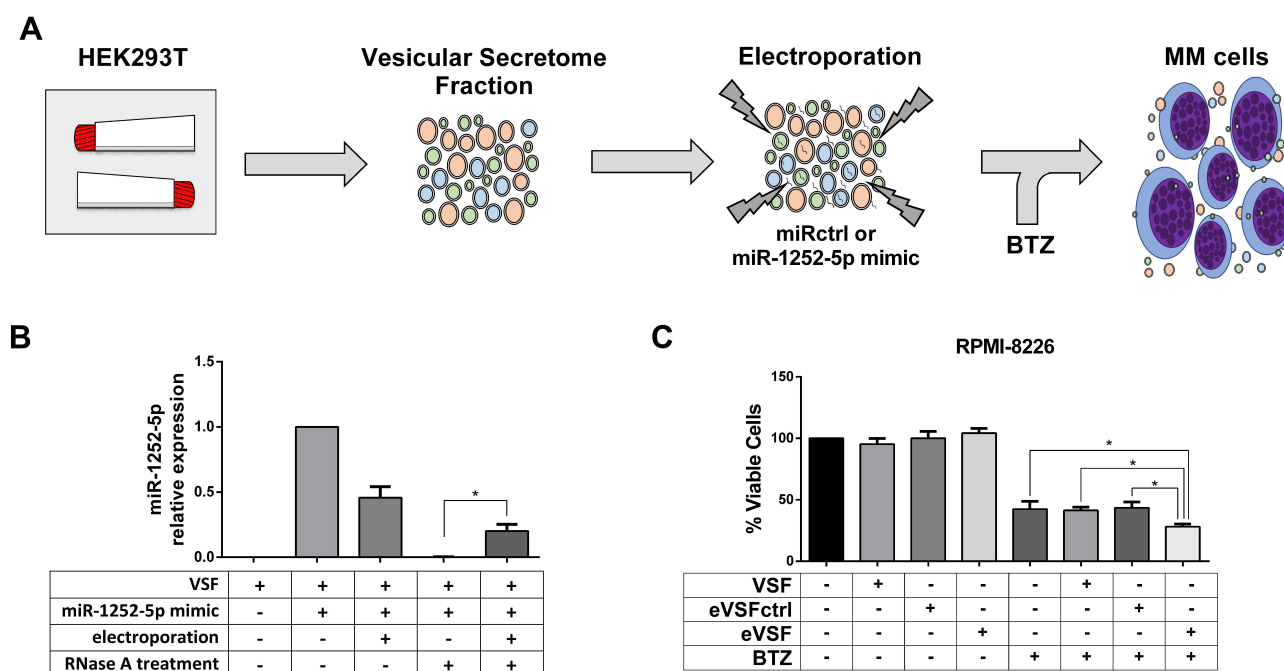 A
HEK293T
Vesicular Secretome
Fraction
Electroporation
MM cells
miRctrl or
miR-1252-5p mimic
BTZ
B
miR-1252-5p
relative expression
1.5
1.0
0.5
0.0
*
VSF + + + + +
miR-1252-5p mimic - + + + +
electroporation - - + - +
RNase A treatment - - - + +
C
RPMI-8226
% Viable Cells
150
100
50
0
*
*
*
VSF - + - - - + - -
eVSFctrl - - + - - - + -
eVSF - - - + - - - +
BTZ - - - - + + + +